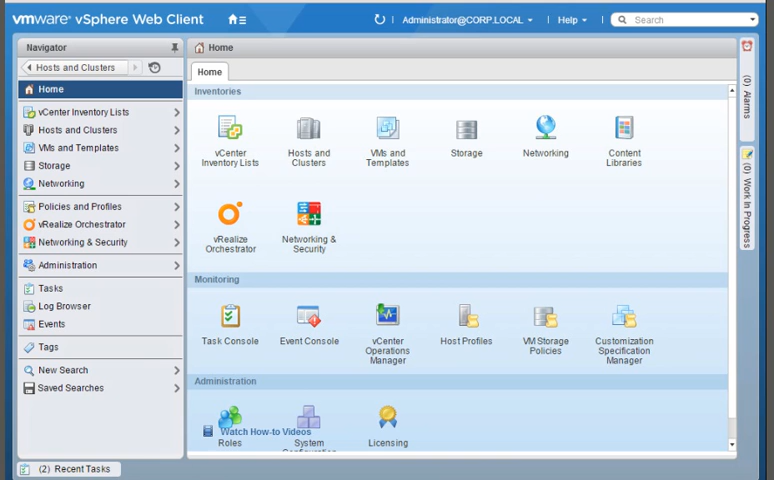 vmware® vSphere Web Client
Administrator@CORP.LOCAL
Help
Search
Navigator
Home
Hosts and Clusters
Home
Home
vCenter Inventory Lists
Hosts and Clusters
VMs and Templates
Storage
Networking
Policies and Profiles
vRealize Orchestrator
Networking & Security
Administration
Tasks
Log Browser
Events
Tags
New Search
Saved Searches
Inventories
vCenter
Inventory Lists
Hosts and
Clusters
VMs and
Templates
Storage
Networking
Content
Libraries
vRealize
Orchestrator
Networking &
Security
Monitoring
Task Console
Event Console
vCenter
Operations
Manager
Host Profiles
VM Storage
Policies
Customization
Specification
Manager
Administration
Watch How-to Videos
Roles
System
Configuration
Licensing
(0) Alarms
(0) Work In Progress
(2) Recent Tasks